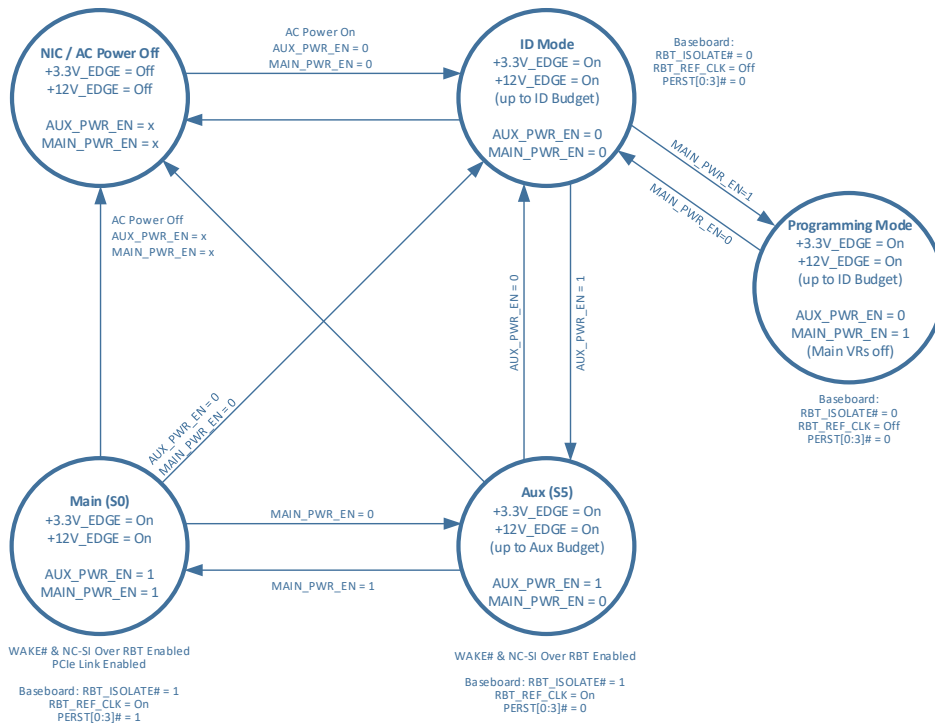 NIC / AC Power Off
+3.3V_EDGE = Off
+12V_EDGE = Off
AUX_PWR_EN = x
MAIN_PWR_EN = x
AC Power On
AUX_PWR_EN = 0
MAIN_PWR_EN = 0
ID Mode
+3.3V_EDGE = On
+12V_EDGE = On
(up to ID Budget)
AUX_PWR_EN = 0
MAIN_PWR_EN = 0
Baseboard:
RBT_ISOLATE# = 0
RBT_REF_CLK = Off
PERST[0:3]# = 0
MAIN_PWR_EN=1
MAIN_PWR_EN=0
Programming Mode
+3.3V_EDGE = On
+12V_EDGE = On
(up to ID Budget)
AUX_PWR_EN = 0
MAIN_PWR_EN = 1
(Main VRs off)
Baseboard:
RBT_ISOLATE# = 0
RBT_REF_CLK = Off
PERST[0:3]# = 0
AC Power Off
AUX_PWR_EN = x
MAIN_PWR_EN = x
AUX_PWR_EN = 0
AUX_PWR_EN = 1
AUX_PWR_EN = 0
MAIN_PWR_EN = 0
Main (S0)
+3.3V_EDGE = On
+12V_EDGE = On
AUX_PWR_EN = 1
MAIN_PWR_EN = 1
MAIN_PWR_EN = 0
MAIN_PWR_EN = 1
Aux (S5)
+3.3V_EDGE = On
+12V_EDGE = On
(up to Aux Budget)
AUX_PWR_EN = 1
MAIN_PWR_EN = 0
WAKE# & NC-SI Over RBT Enabled
PCIe Link Enabled
Baseboard: RBT_ISOLATE# = 1
RBT_REF_CLK = On
PERST[0:3]# = 1
WAKE# & NC-SI Over RBT Enabled
Baseboard: RBT_ISOLATE# = 1
RBT_REF_CLK = On
PERST[0:3]# = 0